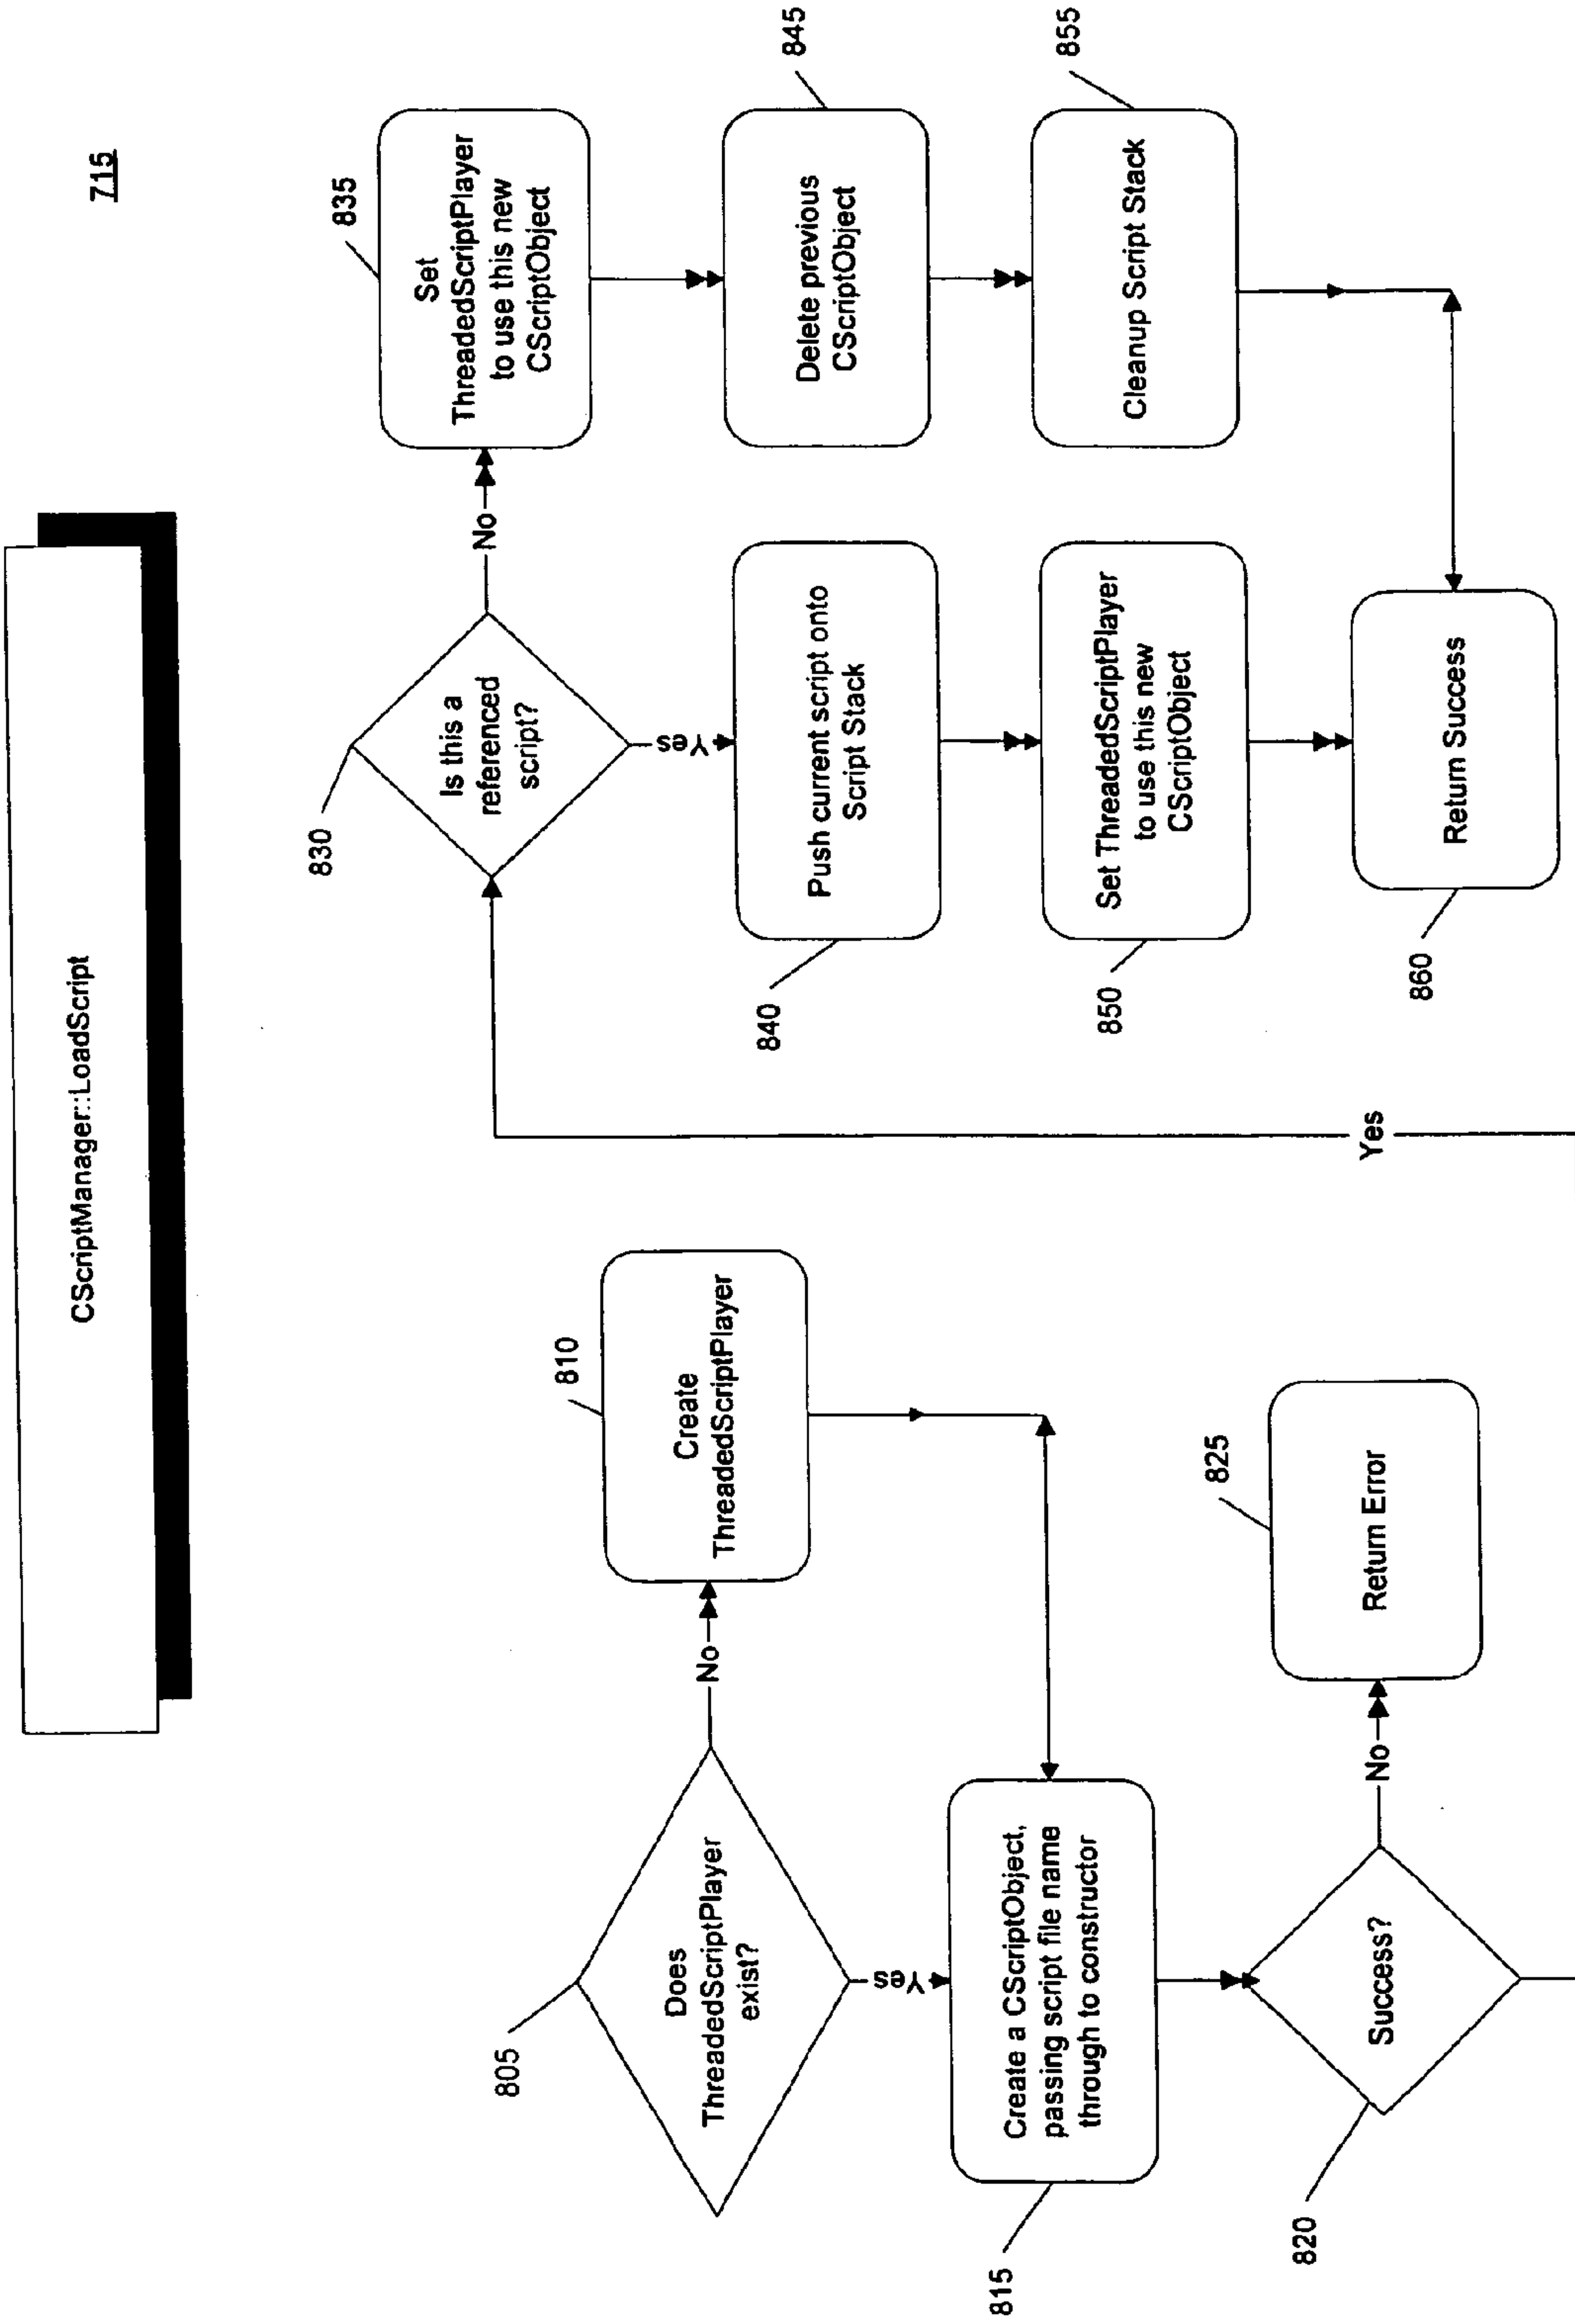 CScriptManager::LoadScript
715
805
Does
ThreadedScriptPlayer
exist?
No
810
Create
ThreadedScriptPlayer
Yes
815
Create a CScriptObject,
passing script file name
through to constructor
820
Success?
No
825
Return Error
Yes
830
Is this a
referenced
script?
No
835
Set
ThreadedScriptPlayer
to use this new
CScriptObject
Yes
840
Push current script onto
Script Stack
845
Delete previous
CScriptObject
850
Set ThreadedScriptPlayer
to use this new
CScriptObject
855
Cleanup Script Stack
860
Return Success